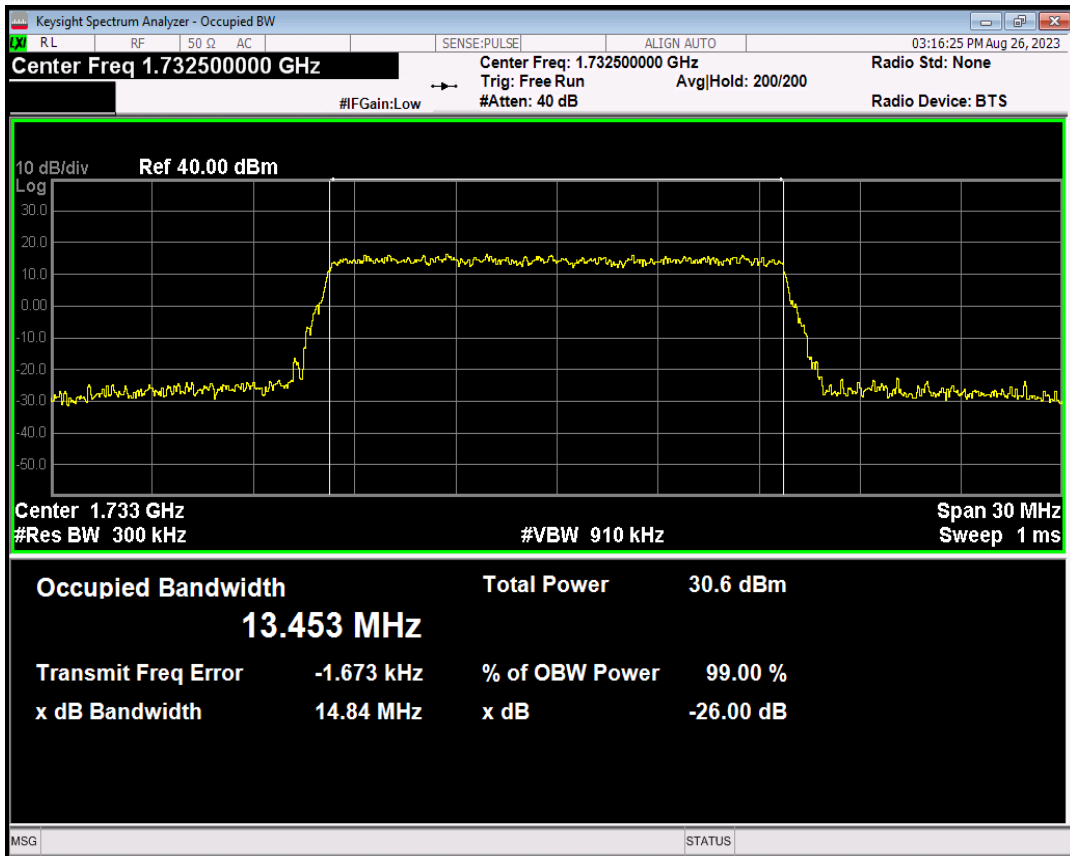 Keysight Spectrum Analyzer - Occupied BW
LXI RL RF 50 Ω AC SENSE:PULSE ALIGN AUTO 03:16:25 PM Aug 26, 2023
Center Freq 1.732500000 GHz Center Freq: 1.732500000 GHz Radio Std: None
Trig: Free Run Avg|Hold: 200/200
#IFGain:Low #Atten: 40 dB Radio Device: BTS
10 dB/div Ref 40.00 dBm
Log
30.0
20.0
10.0
0.00
-10.0
-20.0
-30.0
-40.0
-50.0
Center 1.733 GHz Span 30 MHz
#Res BW 300 kHz #VBW 910 kHz Sweep 1 ms
Occupied Bandwidth Total Power 30.6 dBm
13.453 MHz
Transmit Freq Error -1.673 kHz % of OBW Power 99.00 %
x dB Bandwidth 14.84 MHz x dB -26.00 dB
MSG STATUS